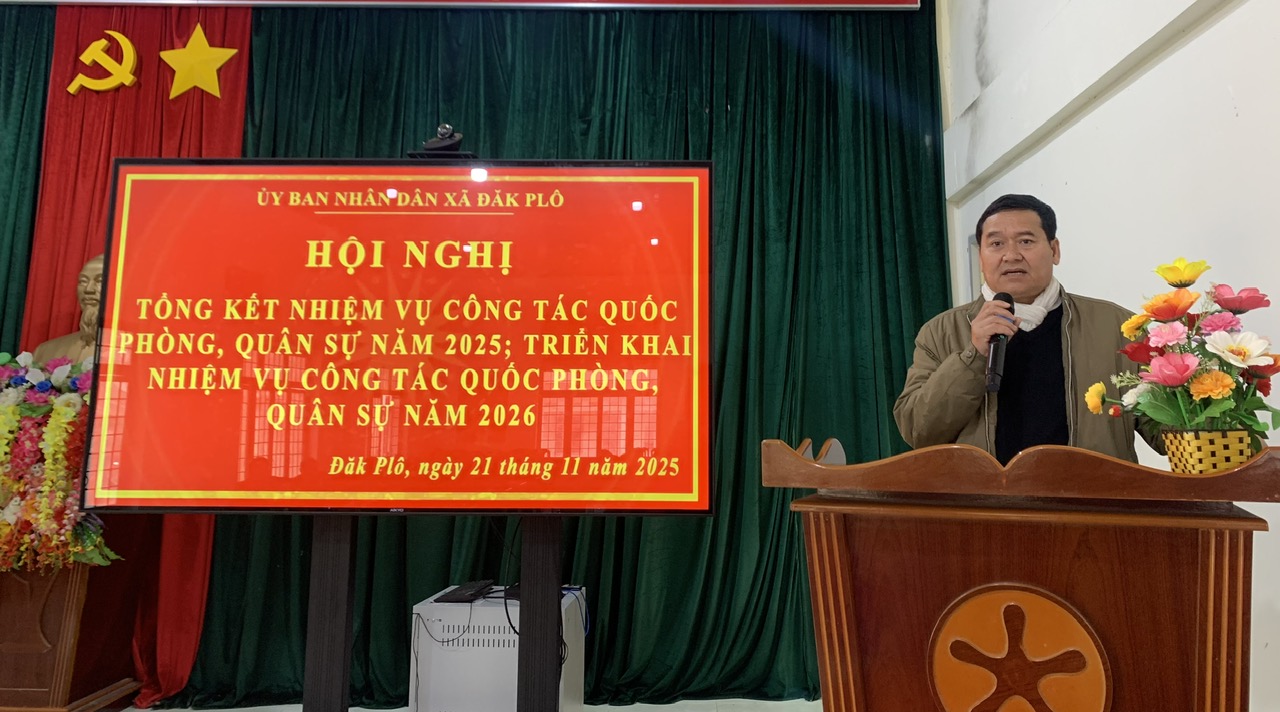 ỦY BAN NHÂN DÂN XÃ ĐĂK PLÔ
HỘI NGHỊ
TỔNG KẾT NHIỆM VỤ CÔNG TÁC QUỐC
PHÒNG, QUÂN SỰ NĂM 2025; TRIỂN KHAI
NHIỆM VỤ CÔNG TÁC QUỐC PHÒNG,
QUÂN SỰ NĂM 2026
Đăk Plô, ngày 21 tháng 11 năm 2025